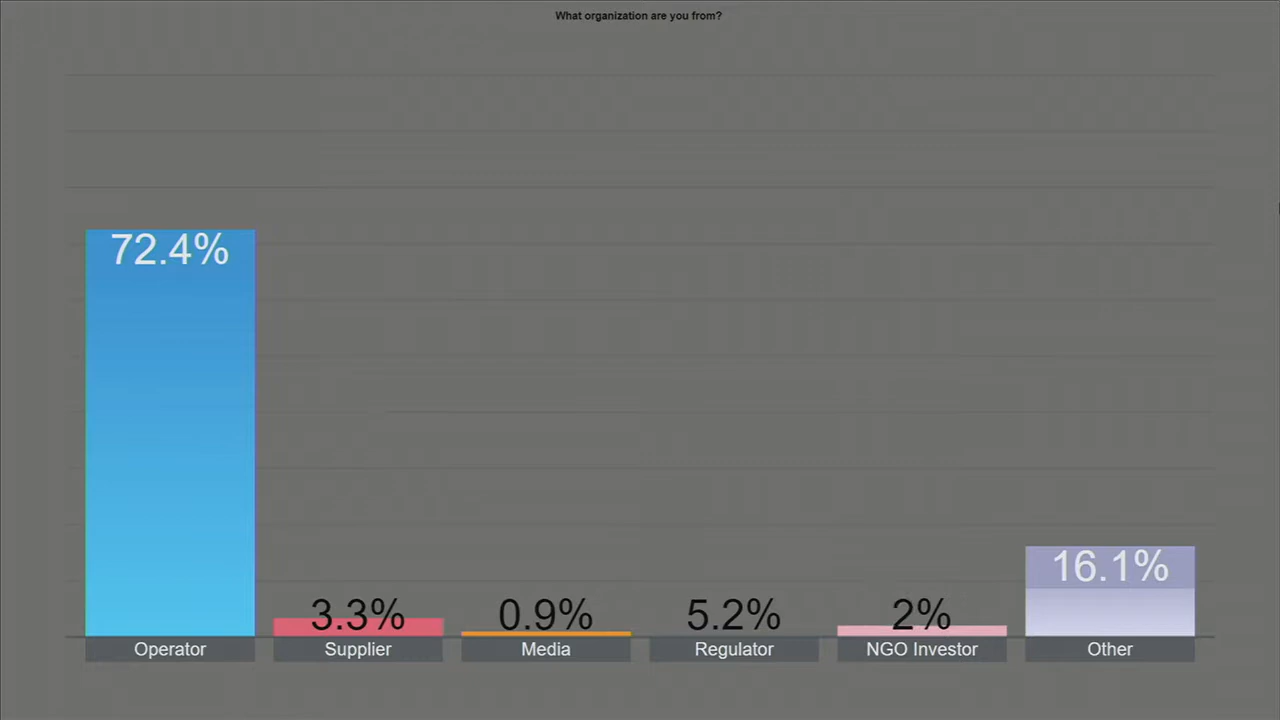 What organization are you from?
72.4%
3.3%
0.9%
5.2%
2%
16.1%
Operator
Supplier
Media
Regulator
NGO Investor
Other